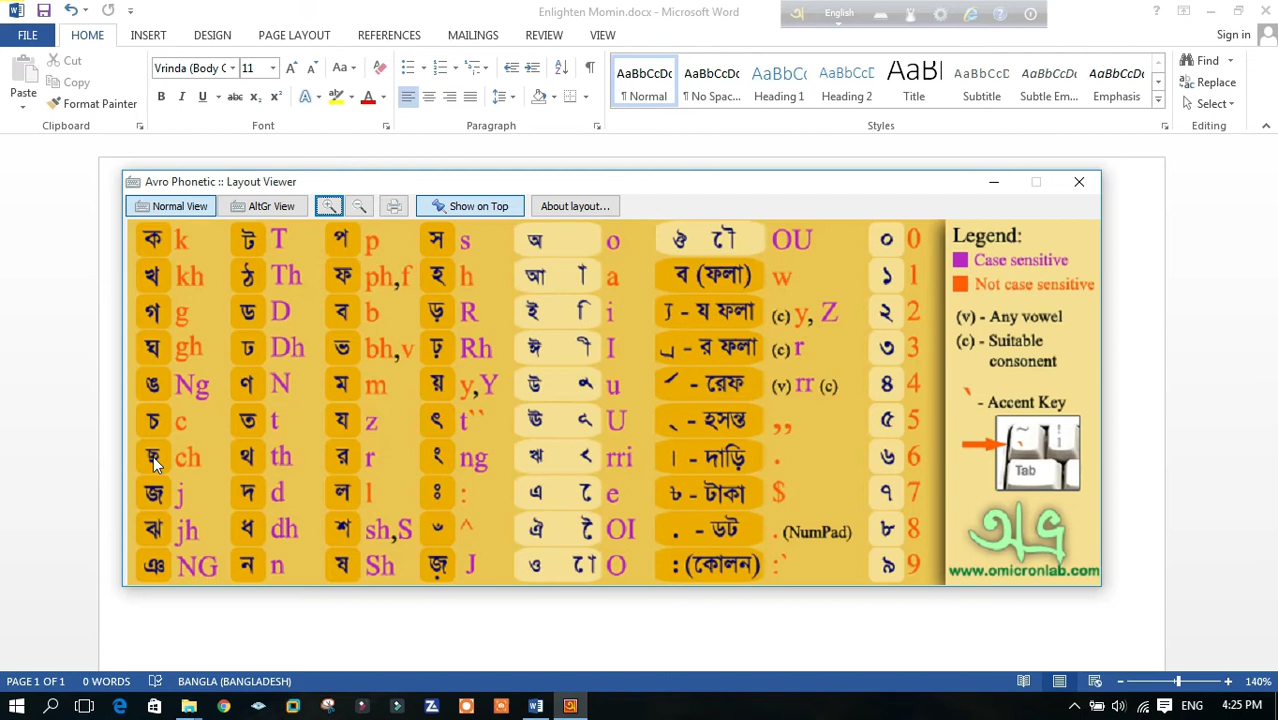 Enlighten Momin.docx - Microsoft Word
English
FILE HOME INSERT DESIGN PAGE LAYOUT REFERENCES MAILINGS REVIEW VIEW Sign in
Paste Cut Copy Format Painter
Vrinda (Body C 11
AaBbCcDc AaBbCcDc AaBbCc AaBbCcC AaBl AaBbCcD AaBbCcDc AaBbCcDc
¶ Normal ¶ No Spac... Heading 1 Heading 2 Title Subtitle Subtle Em... Emphasis
Find Replace Select
Clipboard Font Paragraph Styles Editing
Avro Phonetic :: Layout Viewer
Normal View AltGr View Show on Top About layout...
ক k ট T প p স s অ o ঐ ৌ OU ০ 0
খ kh ঠ Th ফ ph,f হ h আ া a ব (ফলা) w ১ 1
গ g ড D ব b ড় R ই ি i ্য - য ফলা (c) y, Z ২ 2
ঘ gh ঢ Dh ভ bh,v ঢ় Rh ঈ ী I ্র - র ফলা (c) r ৩ 3
ঙ Ng ণ N ম m য় y,Y উ ু u র্ - রেফ (v) rr (c) ৪ 4
চ c ত t য z ৎ t`` ঊ ূ U ্ - হসন্ত ,, ৫ 5
ছ ch থ th র r ং ng ঋ ৃ rri । - দাড়ি . ৬ 6
জ j দ d ল l ঃ : এ ে e ৳ - টাকা $ ৭ 7
ঝ jh ধ dh শ sh,S ঁ ^ ঐ ৈ OI . - ডট . (NumPad) ৮ 8
ঞ NG ন n ষ Sh জ় J ও ো O : (কোলন) :` ৯ 9
Legend:
Case sensitive
Not case sensitive
(v) - Any vowel
(c) - Suitable
consonent
` - Accent Key
~ ` ! 1
Tab
অভ্র
www.omicronlab.com
PAGE 1 OF 1 0 WORDS BANGLA (BANGLADESH) 140%
ENG 4:25 PM